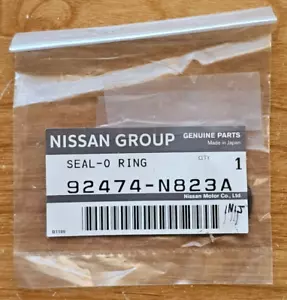 NISSAN GROUP
GENUINE PARTS
Made in Japan
SEAL-O RING
QTY
1
92474-N823A
Nissan Motor Co., Ltd.